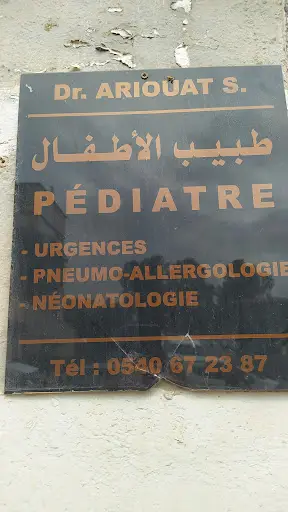 Dr. ARIOUAT S.
طبيب الأطفال
PÉDIATRE
- URGENCES
- PNEUMO-ALLERGOLOGIE
- NÉONATOLOGIE
Tél : 0540 67 23 87